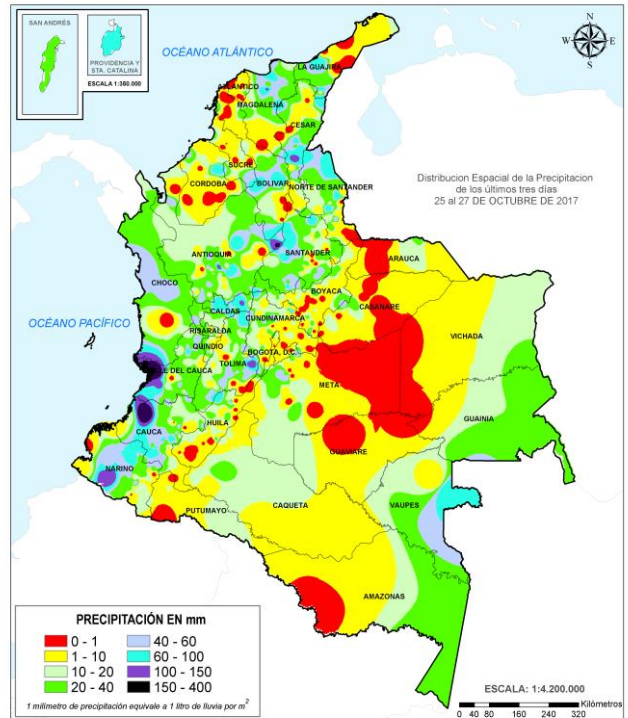 SAN ANDRÉS
PROVIDENCIA Y
STA. CATALINA
ESCALA 1:360.000
OCÉANO ATLÁNTICO
N
W
E
S
LA GUAJIRA
ATLANTICO
MAGDALENA
CESAR
SUCRE
CORDOBA
BOLIVAR
NORTE DE SANTANDER
Distribucion Espacial de la Precipitacion
de los últimos tres días
25 al 27 DE OCTUBRE DE 2017
ANTIOQUIA
SANTANDER
ARAUCA
CHOCO
BOYACA
CASANARE
OCÉANO PACÍFICO
CALDAS
CUNDINAMARCA
RISARALDA
VICHADA
QUINDIO
BOGOTA, D.C.
TOLIMA
LE DEL CAUCA
META
GUAINIA
CAUCA
HUILA
GUAVIARE
NARIÑO
PUTUMAYO
CAQUETA
VAUPES
AMAZONAS
PRECIPITACIÓN EN mm
0 - 1
40 - 60
1 - 10
60 - 100
10 - 20
100 - 150
20 - 40
150 - 400
1 milímetro de precipitación equivale a 1 litro de lluvia por m2
ESCALA: 1:4.200.000
Kilómetros
0 40 80 160 240 320